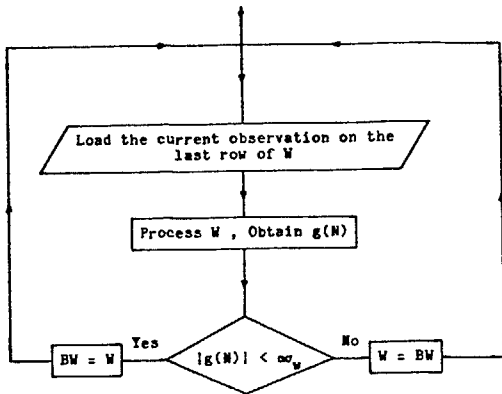 Load the current observation on the
last row of W
Process W , Obtain g(N)
Yes
No
BW = W
|g(N)| < ασ_w
W = BW